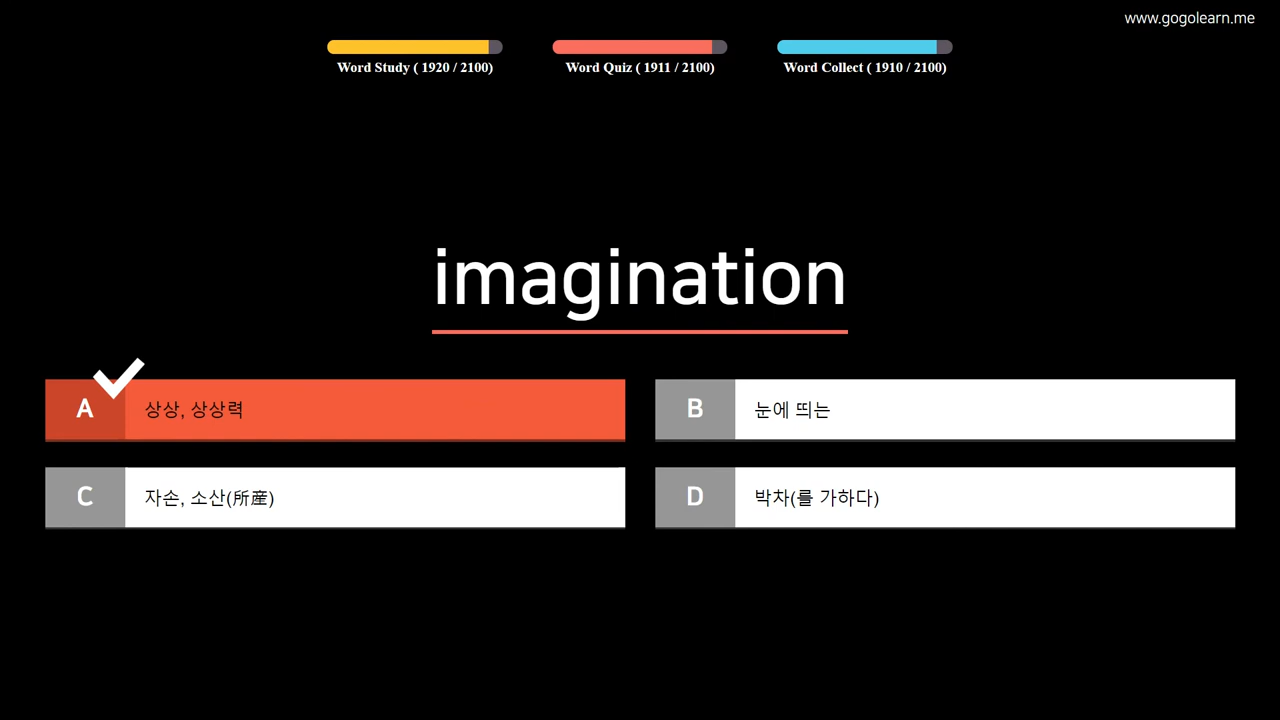 www.gogolearn.me
Word Study ( 1920 / 2100)
Word Quiz ( 1911 / 2100)
Word Collect ( 1910 / 2100)
imagination
A 상상, 상상력
B 눈에 띄는
C 자손, 소산(所産)
D 박차(를 가하다)